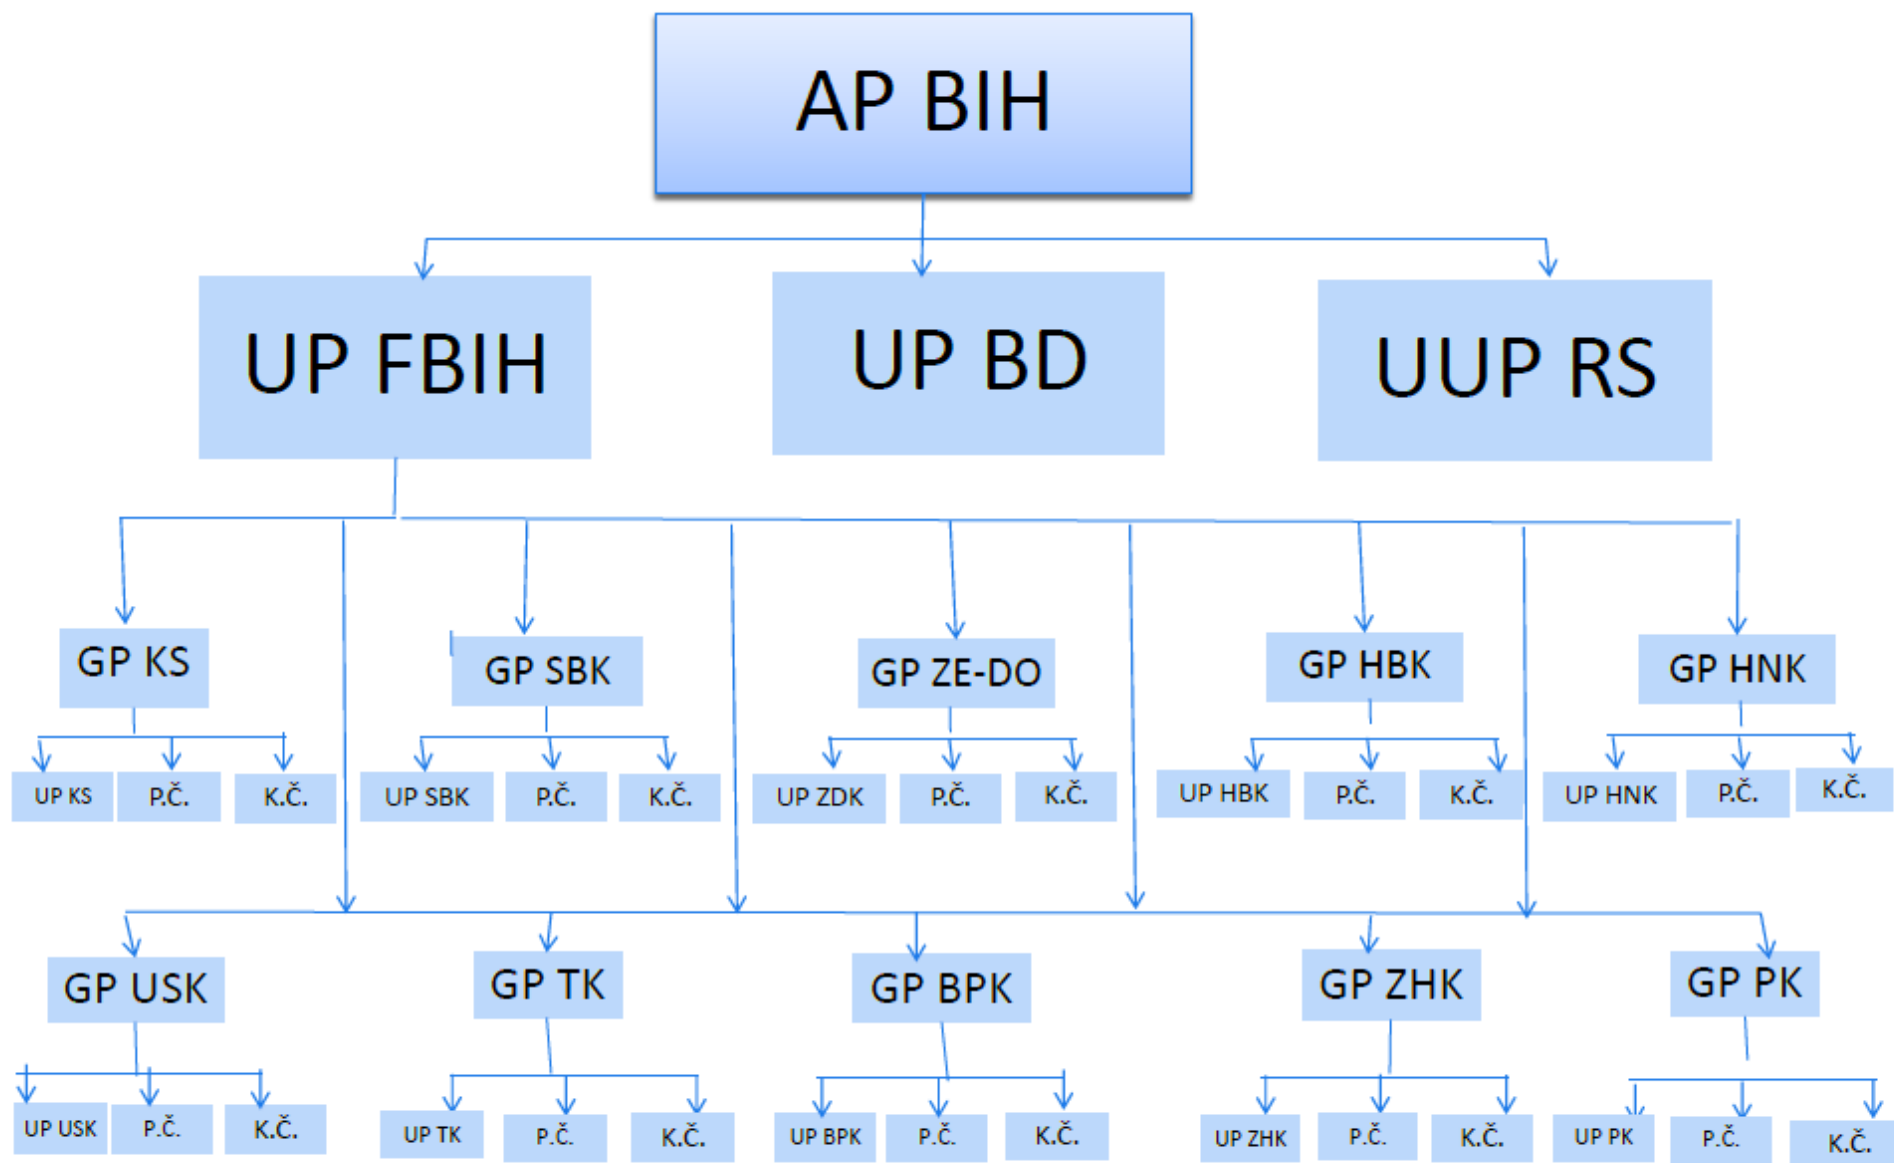 AP BIH
UP FBIH
UP BD
UUP RS
GP KS
GP SBK
GP ZE-DO
GP HBK
GP HNK
UP KS
P.Č.
K.Č.
UP SBK
P.Č.
K.Č.
UP ZDK
P.Č.
K.Č.
UP HBK
P.Č.
K.Č.
UP HNK
P.Č.
K.Č.
GP USK
GP TK
GP BPK
GP ZHK
GP PK
UP USK
P.Č.
K.Č.
UP TK
P.Č.
K.Č.
UP BPK
P.Č.
K.Č.
UP ZHK
P.Č.
K.Č.
UP PK
P.Č.
K.Č.